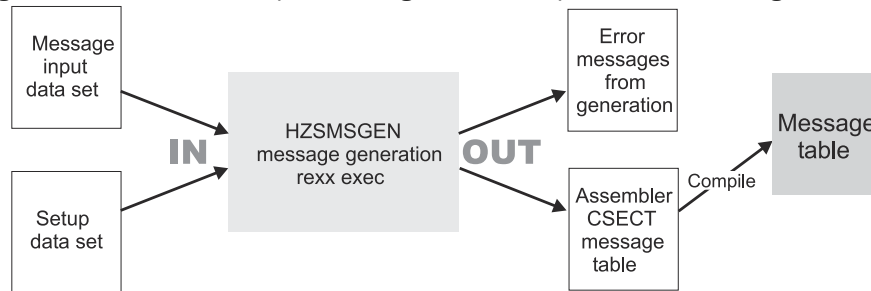 Message
input
data set
Setup
data set
IN
HZSMSGEN
message generation
rexx exec
OUT
Error
messages
from
generation
Assembler
CSECT
message
table
Compile
Message
table